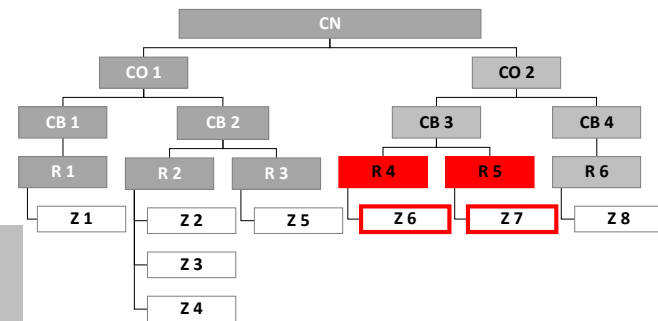 CN
CO 1 CO 2
CB 1 CB 2 CB 3 CB 4
R 1 R 2 R 3 R 4 R 5 R 6
Z 1 Z 2 Z 5 Z 6 Z 7 Z 8
Z 3
Z 4